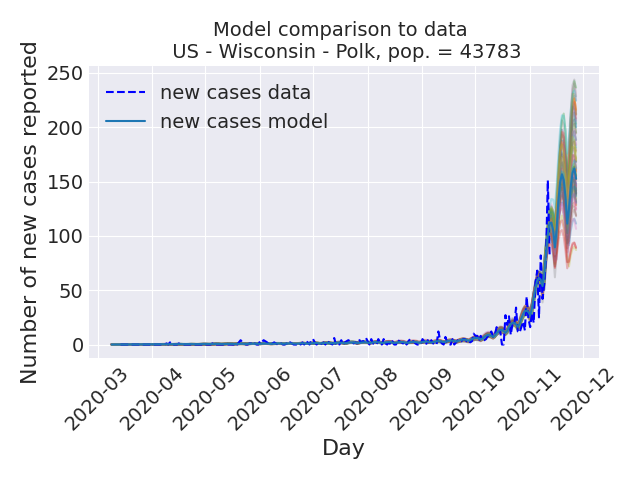 Model comparison to data
US - Wisconsin - Polk, pop. = 43783
Number of new cases reported
250
200
150
100
50
0
new cases data
new cases model
2020-03
2020-04
2020-05
2020-06
2020-07
2020-08
2020-09
2020-10
2020-11
2020-12
Day